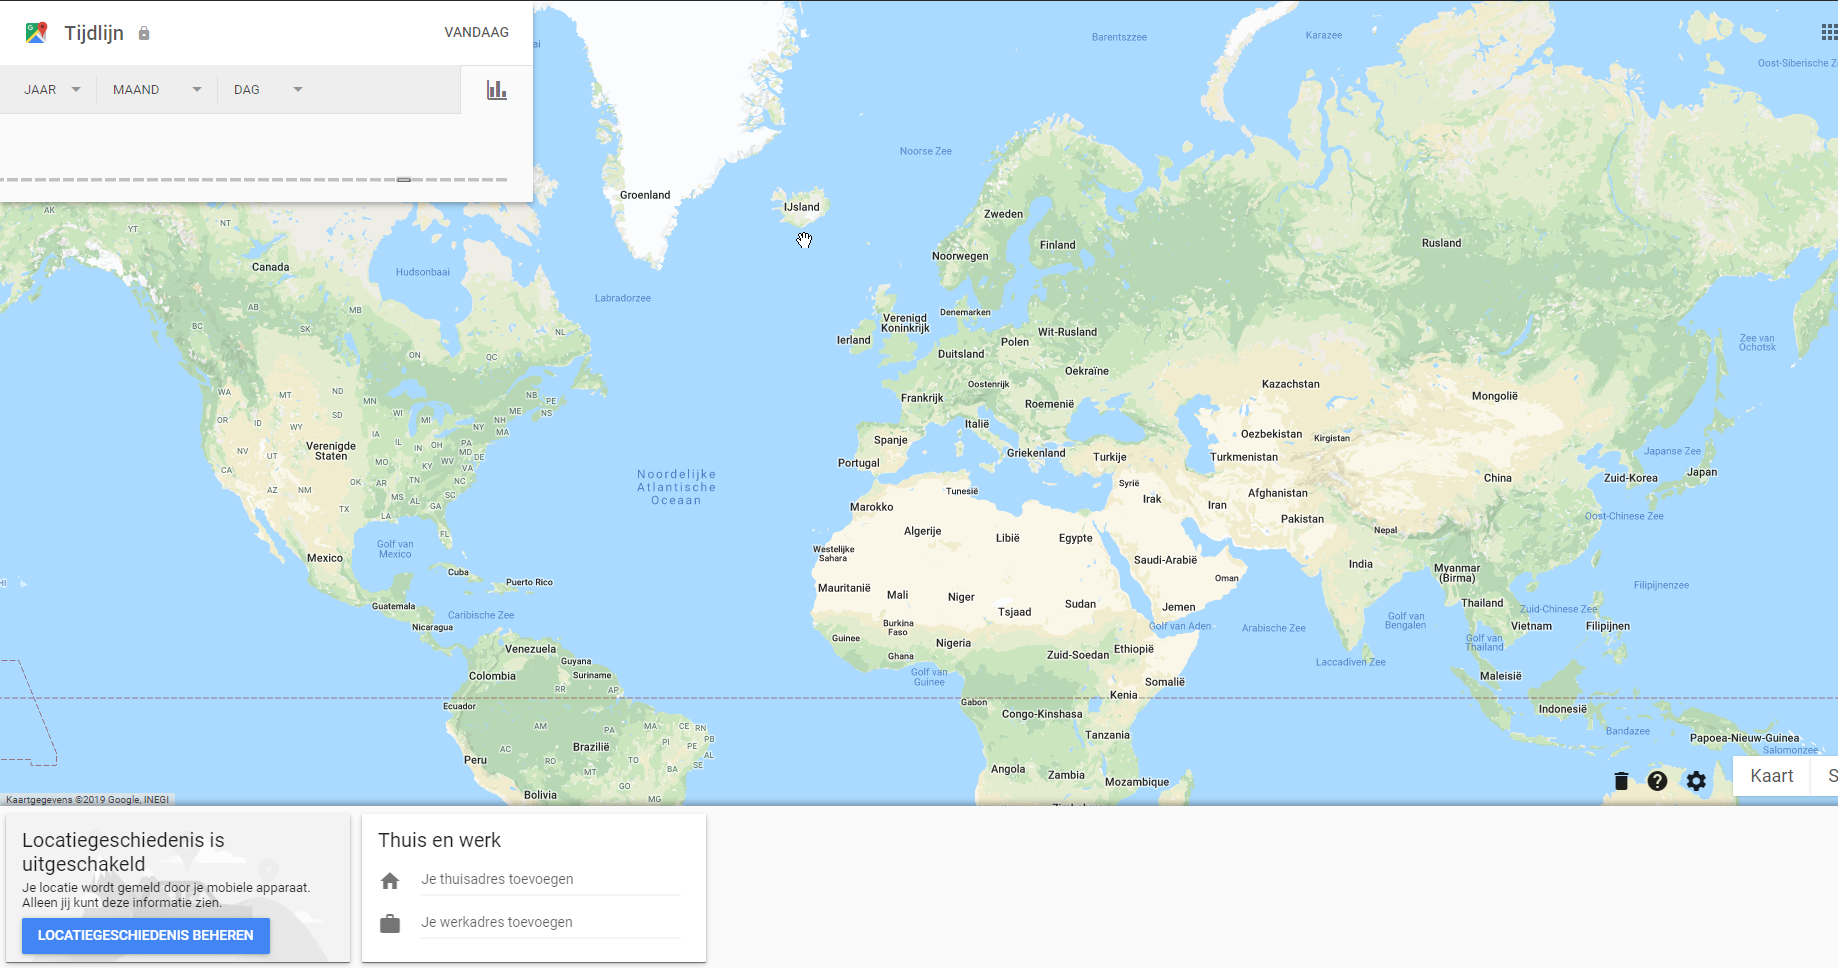 Tijdlijn
VANDAAG
JAAR
MAAND
DAG
ai
Barentszzee
Karazee
Oost-Siberische Z
Noorse Zee
Groenland
IJsland
Zweden
Finland
Noorwegen
Rusland
AK
YT
NT
Canada
Hudsonbaai
Labradorzee
AB
MB
BC
SK
NL
ON
QC
Verenigd
Koninkrijk
Denemarken
Ierland
Wit-Rusland
Polen
Duitsland
Oekraïne
Oostenrijk
Frankrijk
Roemenië
Kazachstan
Mongolië
Zee van
Ochotsk
WA
MT
ND
MN
NB
PE
OR
ID
WY
SD
WI
MI
NY
NH
ME
NS
MA
IA
Verenigde
Staten
NV
UT
IL
IN
OH
PA
MD
DE
CA
MO
KY
WV
VA
AZ
NM
OK
AR
TN
NC
MS
AL
SC
GA
TX
LA
FL
Italië
Spanje
Portugal
Griekenland
Turkije
Oezbekistan
Kirgistan
Turkmenistan
Japanse Zee
Japan
Zuid-Korea
China
Noordelijke
Atlantische
Oceaan
Tunesië
Syrië
Irak
Iran
Afghanistan
Pakistan
Marokko
Algerije
Libië
Egypte
Nepal
Oost-Chinese Zee
Golf van
Mexico
Mexico
Westelijke
Sahara
Saudi-Arabië
Oman
India
Myanmar
(Birma)
HI
Cuba
Puerto Rico
Mauritanië
Mali
Niger
Tsjaad
Sudan
Jemen
Filipijnenzee
Guatemala
Caribische Zee
Nicaragua
Burkina
Faso
Guinee
Ghana
Nigeria
Golf van Aden
Arabische Zee
Golf van
Bengalen
Thailand
Zuid-Chinese Zee
Vietnam
Filipijnen
Golf van
Thailand
Venezuela
Guyana
Suriname
Colombia
RR
AP
Golf van
Guinee
Zuid-Soedan
Ethiopië
Somalië
Laccadiven Zee
Maleisië
Ecuador
Gabon
Kenia
Congo-Kinshasa
Indonesië
AM
PA
MA
CE
RN
PB
PI
PE
AL
SE
AC
Brazilië
TO
BA
Peru
RO
MT
GO
MG
Bolivia
Tanzania
Bandazee
Papoea-Nieuw-Guinea
Salomonzee
Angola
Zambia
Mozambique
Kaart
S
Kaartgegevens ©2019 Google, INEGI
Locatiegeschiedenis is
uitgeschakeld
Je locatie wordt gemeld door je mobiele apparaat.
Alleen jij kunt deze informatie zien.
LOCATIEGESCHIEDENIS BEHEREN
Thuis en werk
Je thuisadres toevoegen
Je werkadres toevoegen